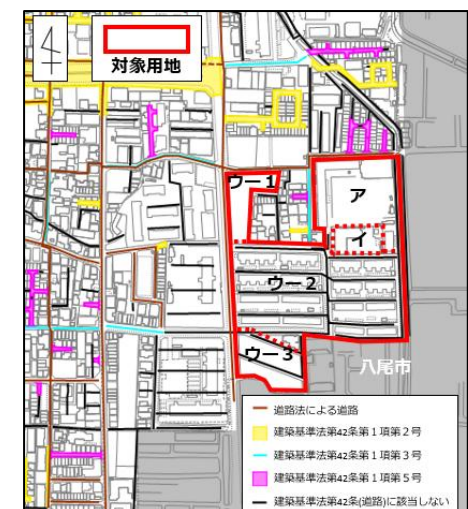 対象用地
ウー1
ア
イ
ウー2
ウー3
八尾市
道路法による道路
建築基準法第42条第1項第2号
建築基準法第42条第1項第3号
建築基準法第42条第1項第5号
建築基準法第42条(道路)に該当しない